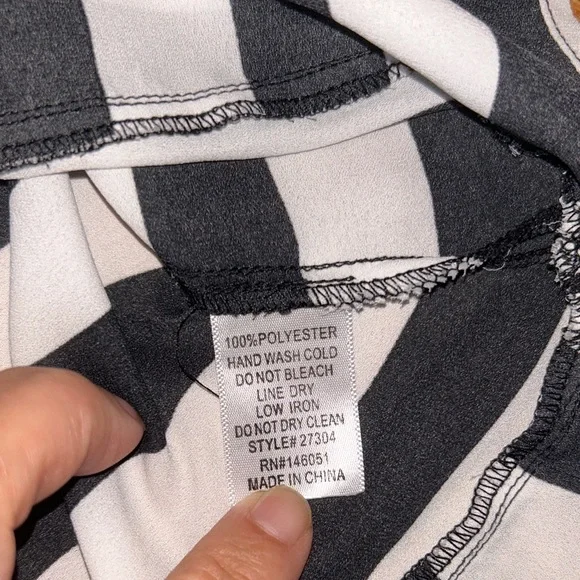 100%POLYESTER
HAND WASH COLD
DO NOT BLEACH
LINE DRY
LOW IRON
DO NOT DRY CLEAN
STYLE# 27304
RN#146051
MADE IN CHINA